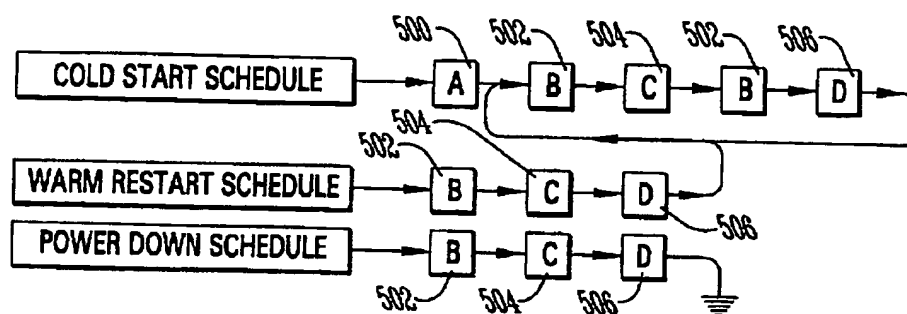 500 502 504 502 506
COLD START SCHEDULE A B C B D
502 504
WARM RESTART SCHEDULE B C D
506
POWER DOWN SCHEDULE B C D
502 504 506